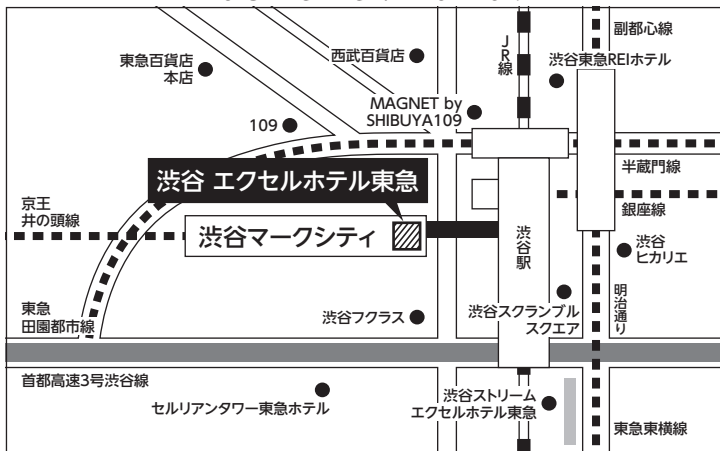 副都心線
JR線
西武百貨店
東急百貨店
本店
渋谷東急REIホテル
MAGNET by
SHIBUYA109
109
半蔵門線
渋谷 エクセルホテル東急
京王
井の頭線
銀座線
渋谷マークシティ
渋谷駅
渋谷
ヒカリエ
東急
田園都市線
渋谷フクラス
渋谷スクランブル
スクエア
明治通り
首都高速3号渋谷線
セルリアンタワー東急ホテル
渋谷ストリーム
エクセルホテル東急
東急東横線